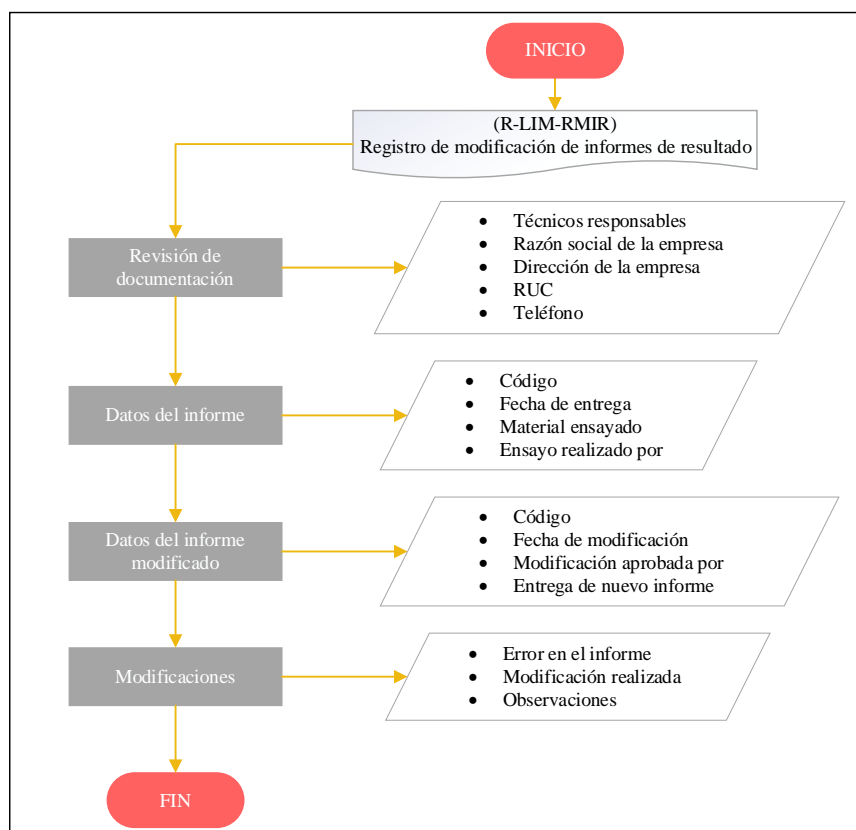 INICIO
(R-LIM-RMIR)
Registro de modificación de informes de resultado
Revisión de
documentación
• Técnicos responsables
• Razón social de la empresa
• Dirección de la empresa
• RUC
• Teléfono
Datos del informe
• Código
• Fecha de entrega
• Material ensayado
• Ensayo realizado por
Datos del informe
modificado
• Código
• Fecha de modificación
• Modificación aprobada por
• Entrega de nuevo informe
Modificaciones
• Error en el informe
• Modificación realizada
• Observaciones
FIN